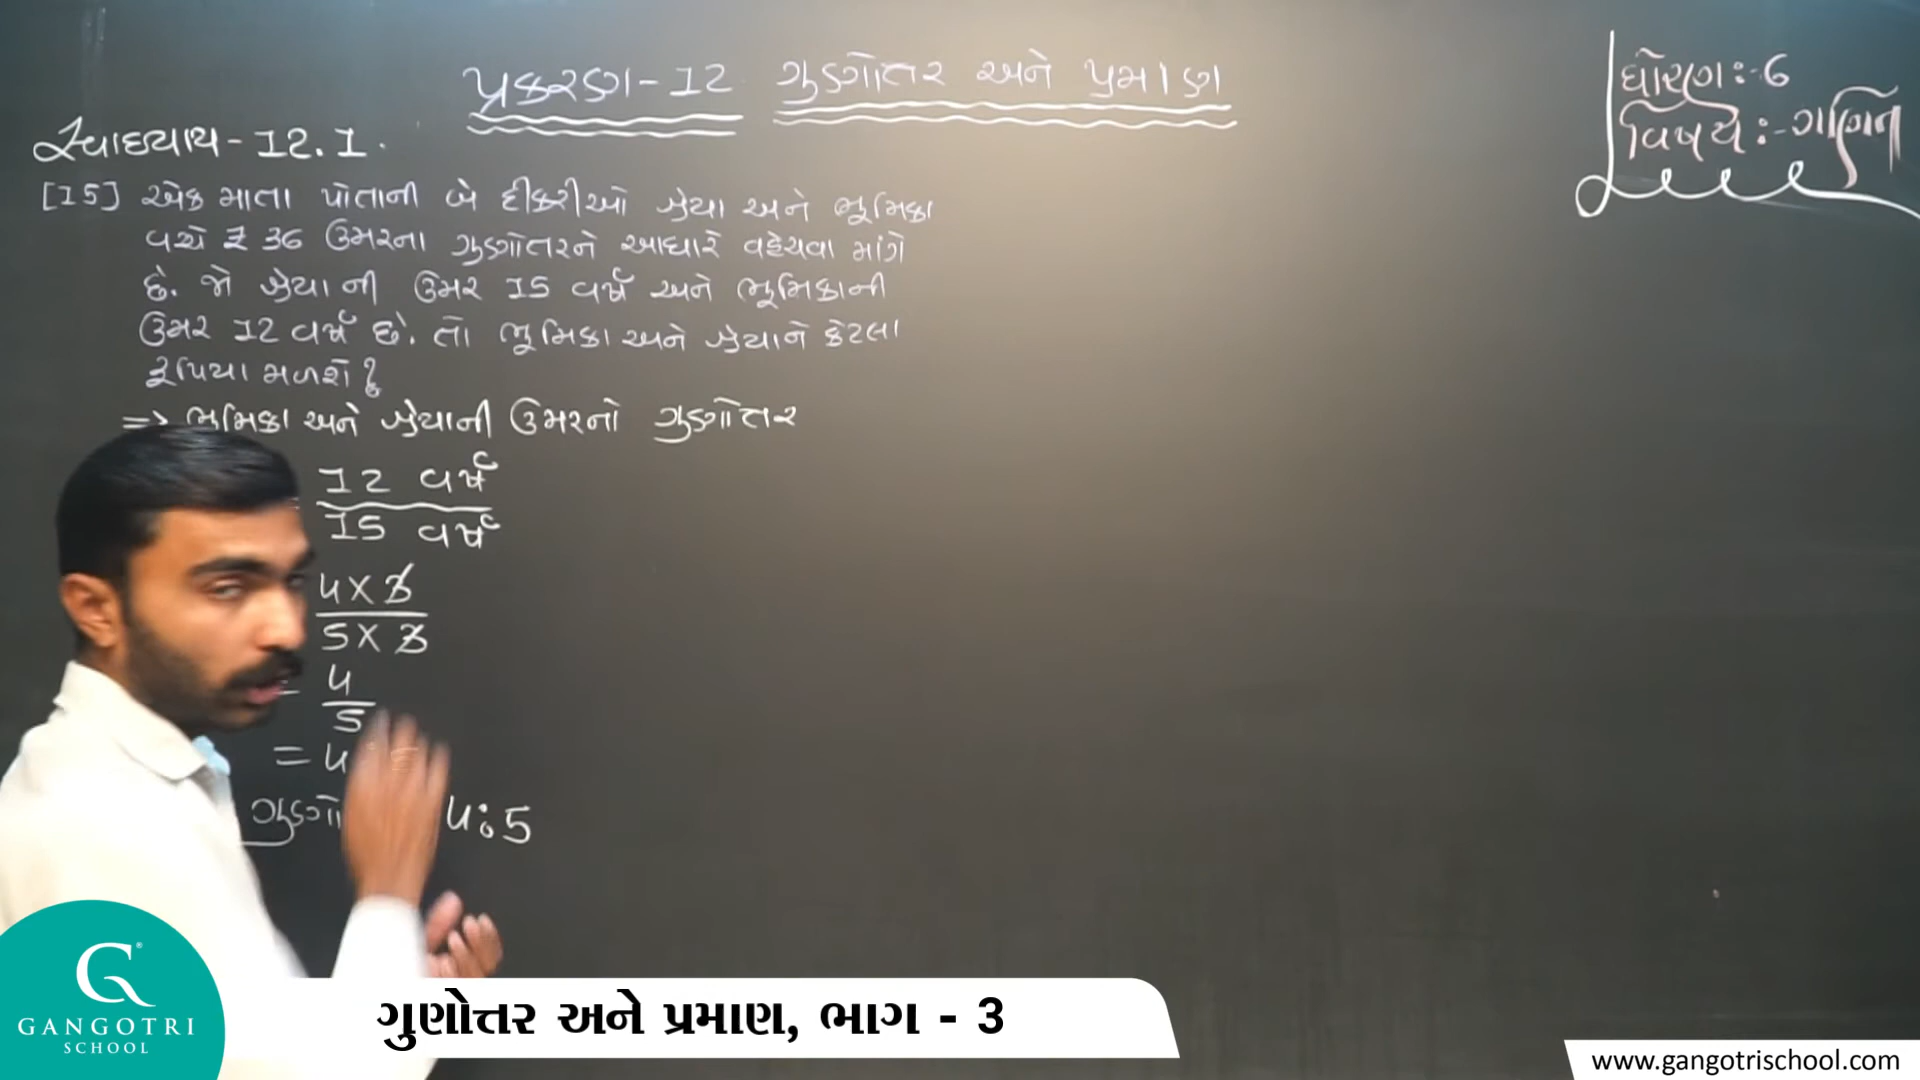 પ્રકરણ-12 ગુણોતર અને પ્રમાણ
ધોરણ:-6
વિષય:-ગણિત
સ્વાધ્યાય-12.1.
[15] એક માતા પોતાની બે દીકરીઓ શ્રેયા અને ભૂમિકા
વચ્ચે ₹ 36 ઉંમરના ગુણોતરને આધારે વહેચવા માંગે
છે. જો શ્રેયાની ઉંમર 15 વર્ષ અને ભૂમિકાની
ઉંમર 12 વર્ષ છે. તો ભૂમિકા અને શ્રેયાને કેટલા
રૂપિયા મળશે?
=> ભૂમિકા અને શ્રેયાની ઉંમરનો ગુણોતર
12 વર્ષ
15 વર્ષ
4 × 3
5 × 3
= 4
5
= 4
4:5
GANGOTRI
SCHOOL
ગુણોત્તર અને પ્રમાણ, ભાગ - 3
www.gangotrischool.com